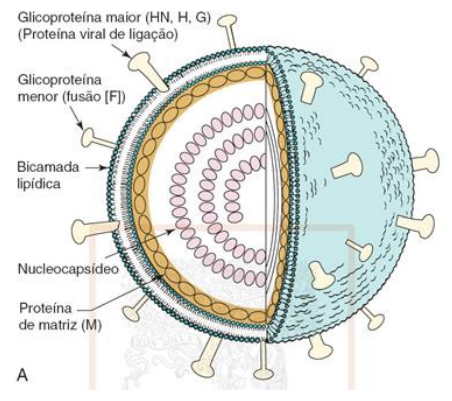 Glicoproteína maior (HN, H, G)
(Proteína viral de ligação)
Glicoproteína
menor (fusão [F])
Bicamada
lipídica
Nucleocapsídeo
Proteína
de matriz (M)
A